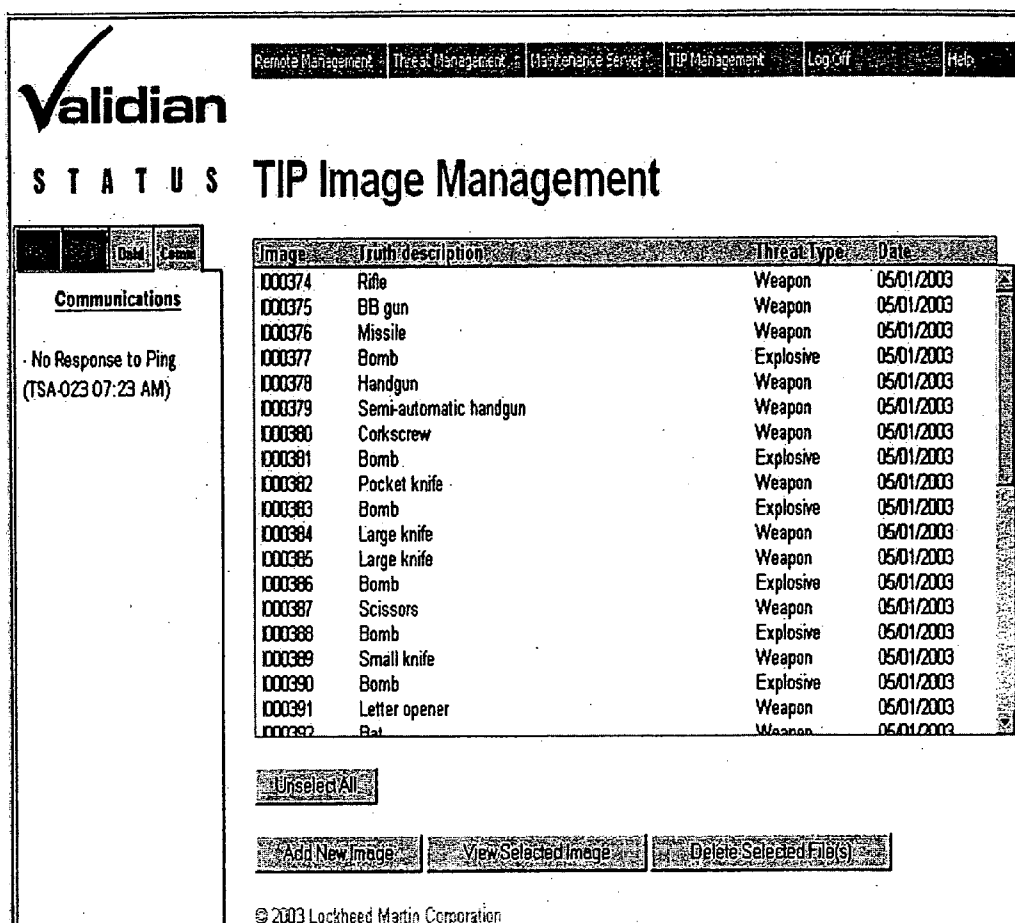 Remote Management Threat Management Maintenance Server TIP Management Log Off Help
Validian
STATUS
TIP Image Management
Comm
Image Truth description Threat Type Date
I000374 Rifle Weapon 05/01/2003
I000375 BB gun Weapon 05/01/2003
I000376 Missile Weapon 05/01/2003
I000377 Bomb Explosive 05/01/2003
I000378 Handgun Weapon 05/01/2003
I000379 Semi-automatic handgun Weapon 05/01/2003
I000380 Corkscrew Weapon 05/01/2003
I000381 Bomb Explosive 05/01/2003
I000382 Pocket knife Weapon 05/01/2003
I000383 Bomb Explosive 05/01/2003
I000384 Large knife Weapon 05/01/2003
I000385 Large knife Weapon 05/01/2003
I000386 Bomb Explosive 05/01/2003
I000387 Scissors Weapon 05/01/2003
I000388 Bomb Explosive 05/01/2003
I000389 Small knife Weapon 05/01/2003
I000390 Bomb Explosive 05/01/2003
I000391 Letter opener Weapon 05/01/2003
I000392 Bat Weapon 05/01/2003
Communications
- No Response to Ping
(TSA-023 07:23 AM)
Unselect All
Add New Image View Selected Image Delete Selected File(s)
© 2003 Lockheed Martin Corporation